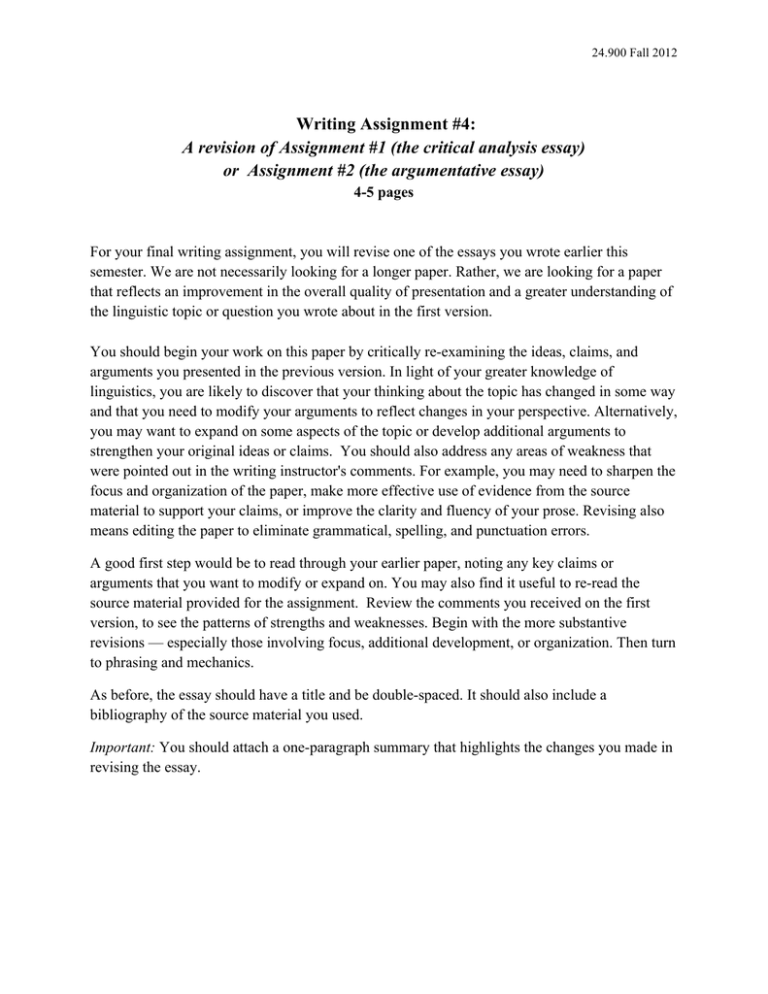 24.900 Fall 2012
Writing Assignment #4:
A revision of Assignment #1 (the critical analysis essay)
or Assignment #2 (the argumentative essay)
4-5 pages
For your final writing assignment, you will revise one of the essays you wrote earlier this
semester. We are not necessarily looking for a longer paper. Rather, we are looking for a paper
that reflects an improvement in the overall quality of presentation and a greater understanding of
the linguistic topic or question you wrote about in the first version.
You should begin your work on this paper by critically re-examining the ideas, claims, and
arguments you presented in the previous version. In light of your greater knowledge of
linguistics, you are likely to discover that your thinking about the topic has changed in some way
and that you need to modify your arguments to reflect changes in your perspective. Alternatively,
you may want to expand on some aspects of the topic or develop additional arguments to
strengthen your original ideas or claims. You should also address any areas of weakness that
were pointed out in the writing instructor's comments. For example, you may need to sharpen the
focus and organization of the paper, make more effective use of evidence from the source
material to support your claims, or improve the clarity and fluency of your prose. Revising also
means editing the paper to eliminate grammatical, spelling, and punctuation errors.
A good first step would be to read through your earlier paper, noting any key claims or
arguments that you want to modify or expand on. You may also find it useful to re-read the
source material provided for the assignment. Review the comments you received on the first
version, to see the patterns of strengths and weaknesses. Begin with the more substantive
revisions — especially those involving focus, additional development, or organization. Then turn
to phrasing and mechanics.
As before, the essay should have a title and be double-spaced. It should also include a
bibliography of the source material you used.
Important: You should attach a one-paragraph summary that highlights the changes you made in
revising the essay.